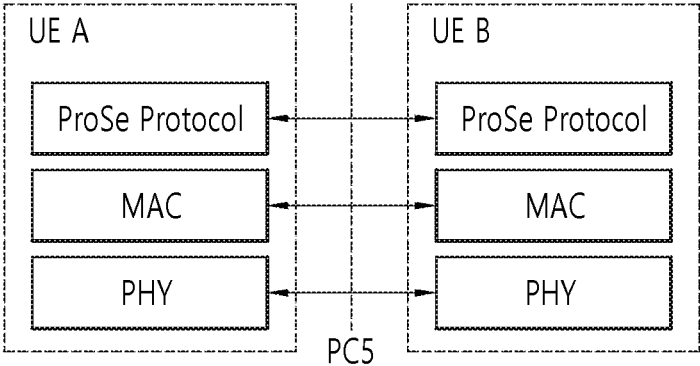 UE A
UE B
ProSe Protocol
ProSe Protocol
MAC
MAC
PHY
PHY
PC5